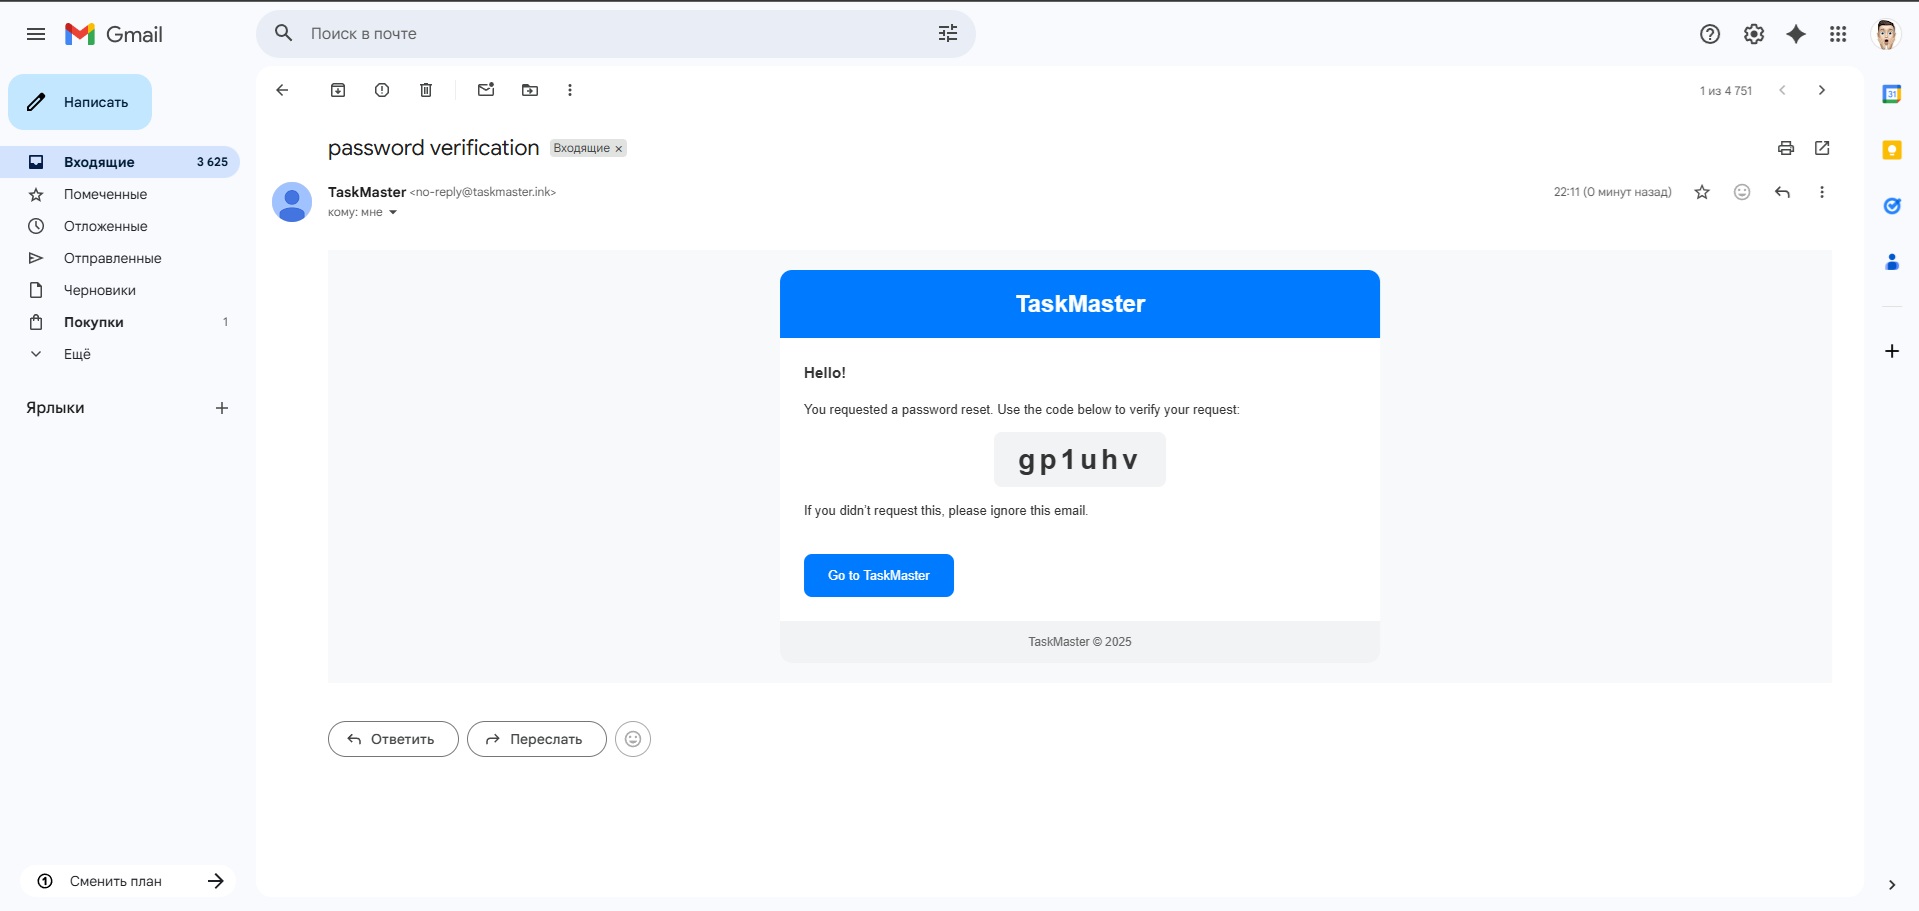 Gmail
Поиск в почте
Написать
1 из 4 751
password verification Входящие ×
Входящие 3 625
Помеченные
Отложенные
Отправленные
Черновики
Покупки 1
Ещё
Ярлыки
TaskMaster <no-reply@taskmaster.ink>
22:11 (0 минут назад)
кому: мне
TaskMaster
Hello!
You requested a password reset. Use the code below to verify your request:
gp1uhv
If you didn't request this, please ignore this email.
Go to TaskMaster
TaskMaster © 2025
Ответить
Переслать
1 Сменить план
31